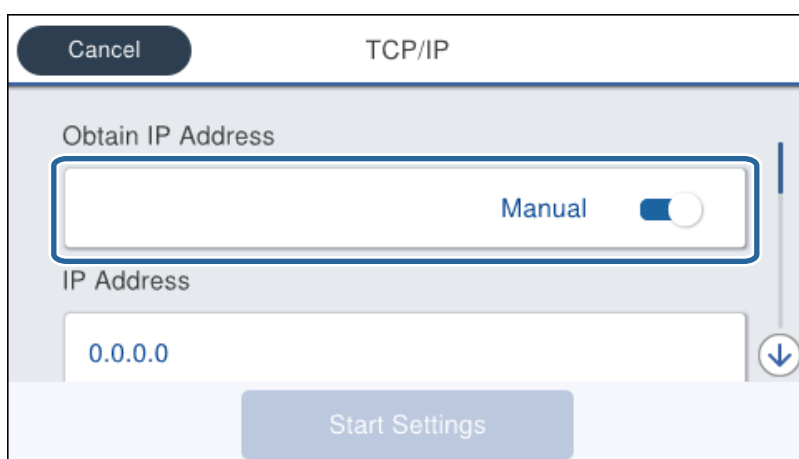 Cancel TCP/IP
Obtain IP Address
Manual
IP Address
0.0.0.0
Start Settings